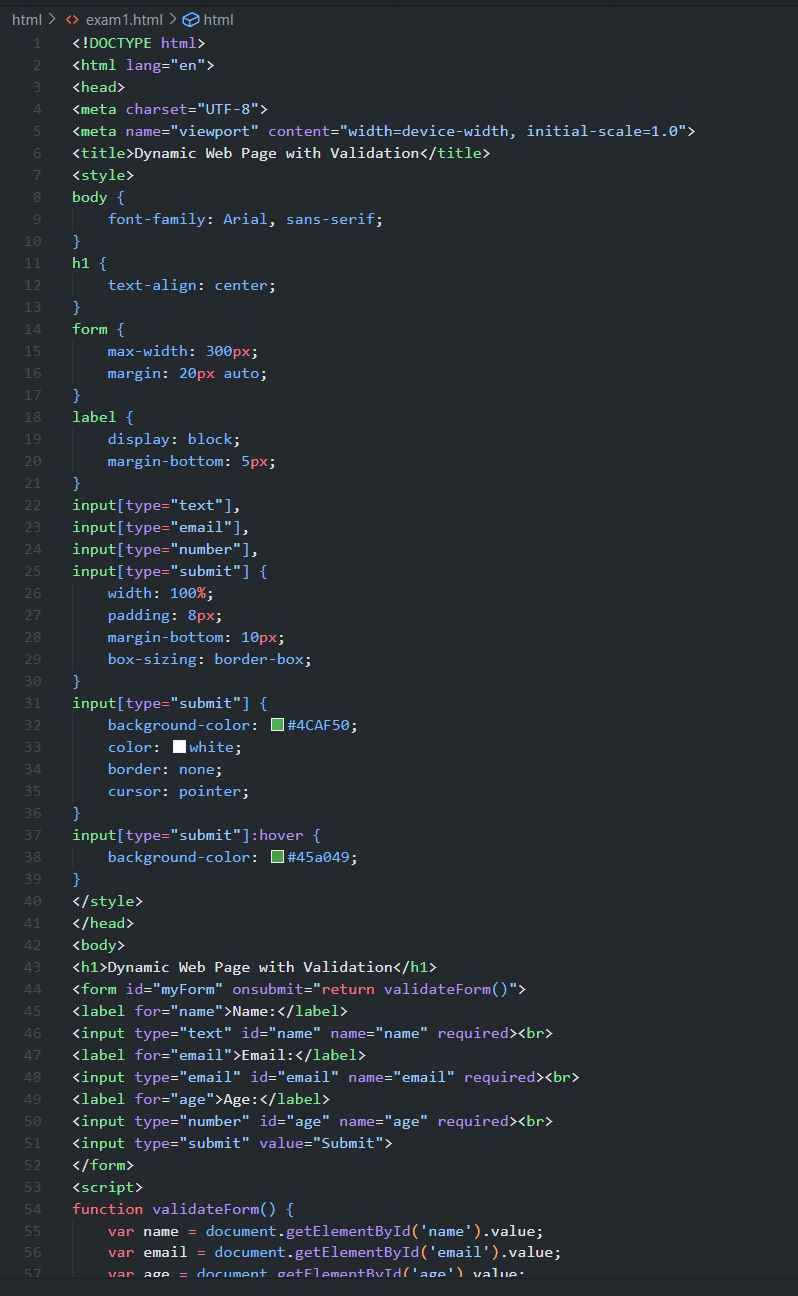 html > exam1.html > html
1 <!DOCTYPE html>
2 <html lang="en">
3 <head>
4 <meta charset="UTF-8">
5 <meta name="viewport" content="width=device-width, initial-scale=1.0">
6 <title>Dynamic Web Page with Validation</title>
7 <style>
8 body {
9     font-family: Arial, sans-serif;
10 }
11 h1 {
12     text-align: center;
13 }
14 form {
15     max-width: 300px;
16     margin: 20px auto;
17 }
18 label {
19     display: block;
20     margin-bottom: 5px;
21 }
22 input[type="text"],
23 input[type="email"],
24 input[type="number"],
25 input[type="submit"] {
26     width: 100%;
27     padding: 8px;
28     margin-bottom: 10px;
29     box-sizing: border-box;
30 }
31 input[type="submit"] {
32     background-color: #4CAF50;
33     color: white;
34     border: none;
35     cursor: pointer;
36 }
37 input[type="submit"]:hover {
38     background-color: #45a049;
39 }
40 </style>
41 </head>
42 <body>
43 <h1>Dynamic Web Page with Validation</h1>
44 <form id="myForm" onsubmit="return validateForm()">
45 <label for="name">Name:</label>
46 <input type="text" id="name" name="name" required><br>
47 <label for="email">Email:</label>
48 <input type="email" id="email" name="email" required><br>
49 <label for="age">Age:</label>
50 <input type="number" id="age" name="age" required><br>
51 <input type="submit" value="Submit">
52 </form>
53 <script>
54 function validateForm() {
55     var name = document.getElementById('name').value;
56     var email = document.getElementById('email').value;
57     var age = document.getElementById('age').value;